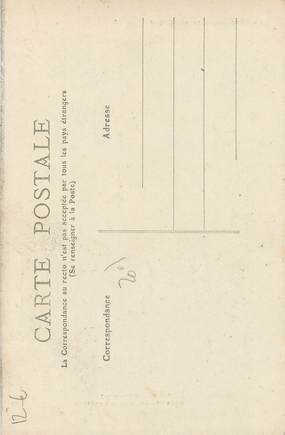 CARTE POSTALE
La Correspondance au recto n'est pas acceptée par tous les pays étrangers
(Se renseigner à la Poste)
Correspondance
Adresse
12 €